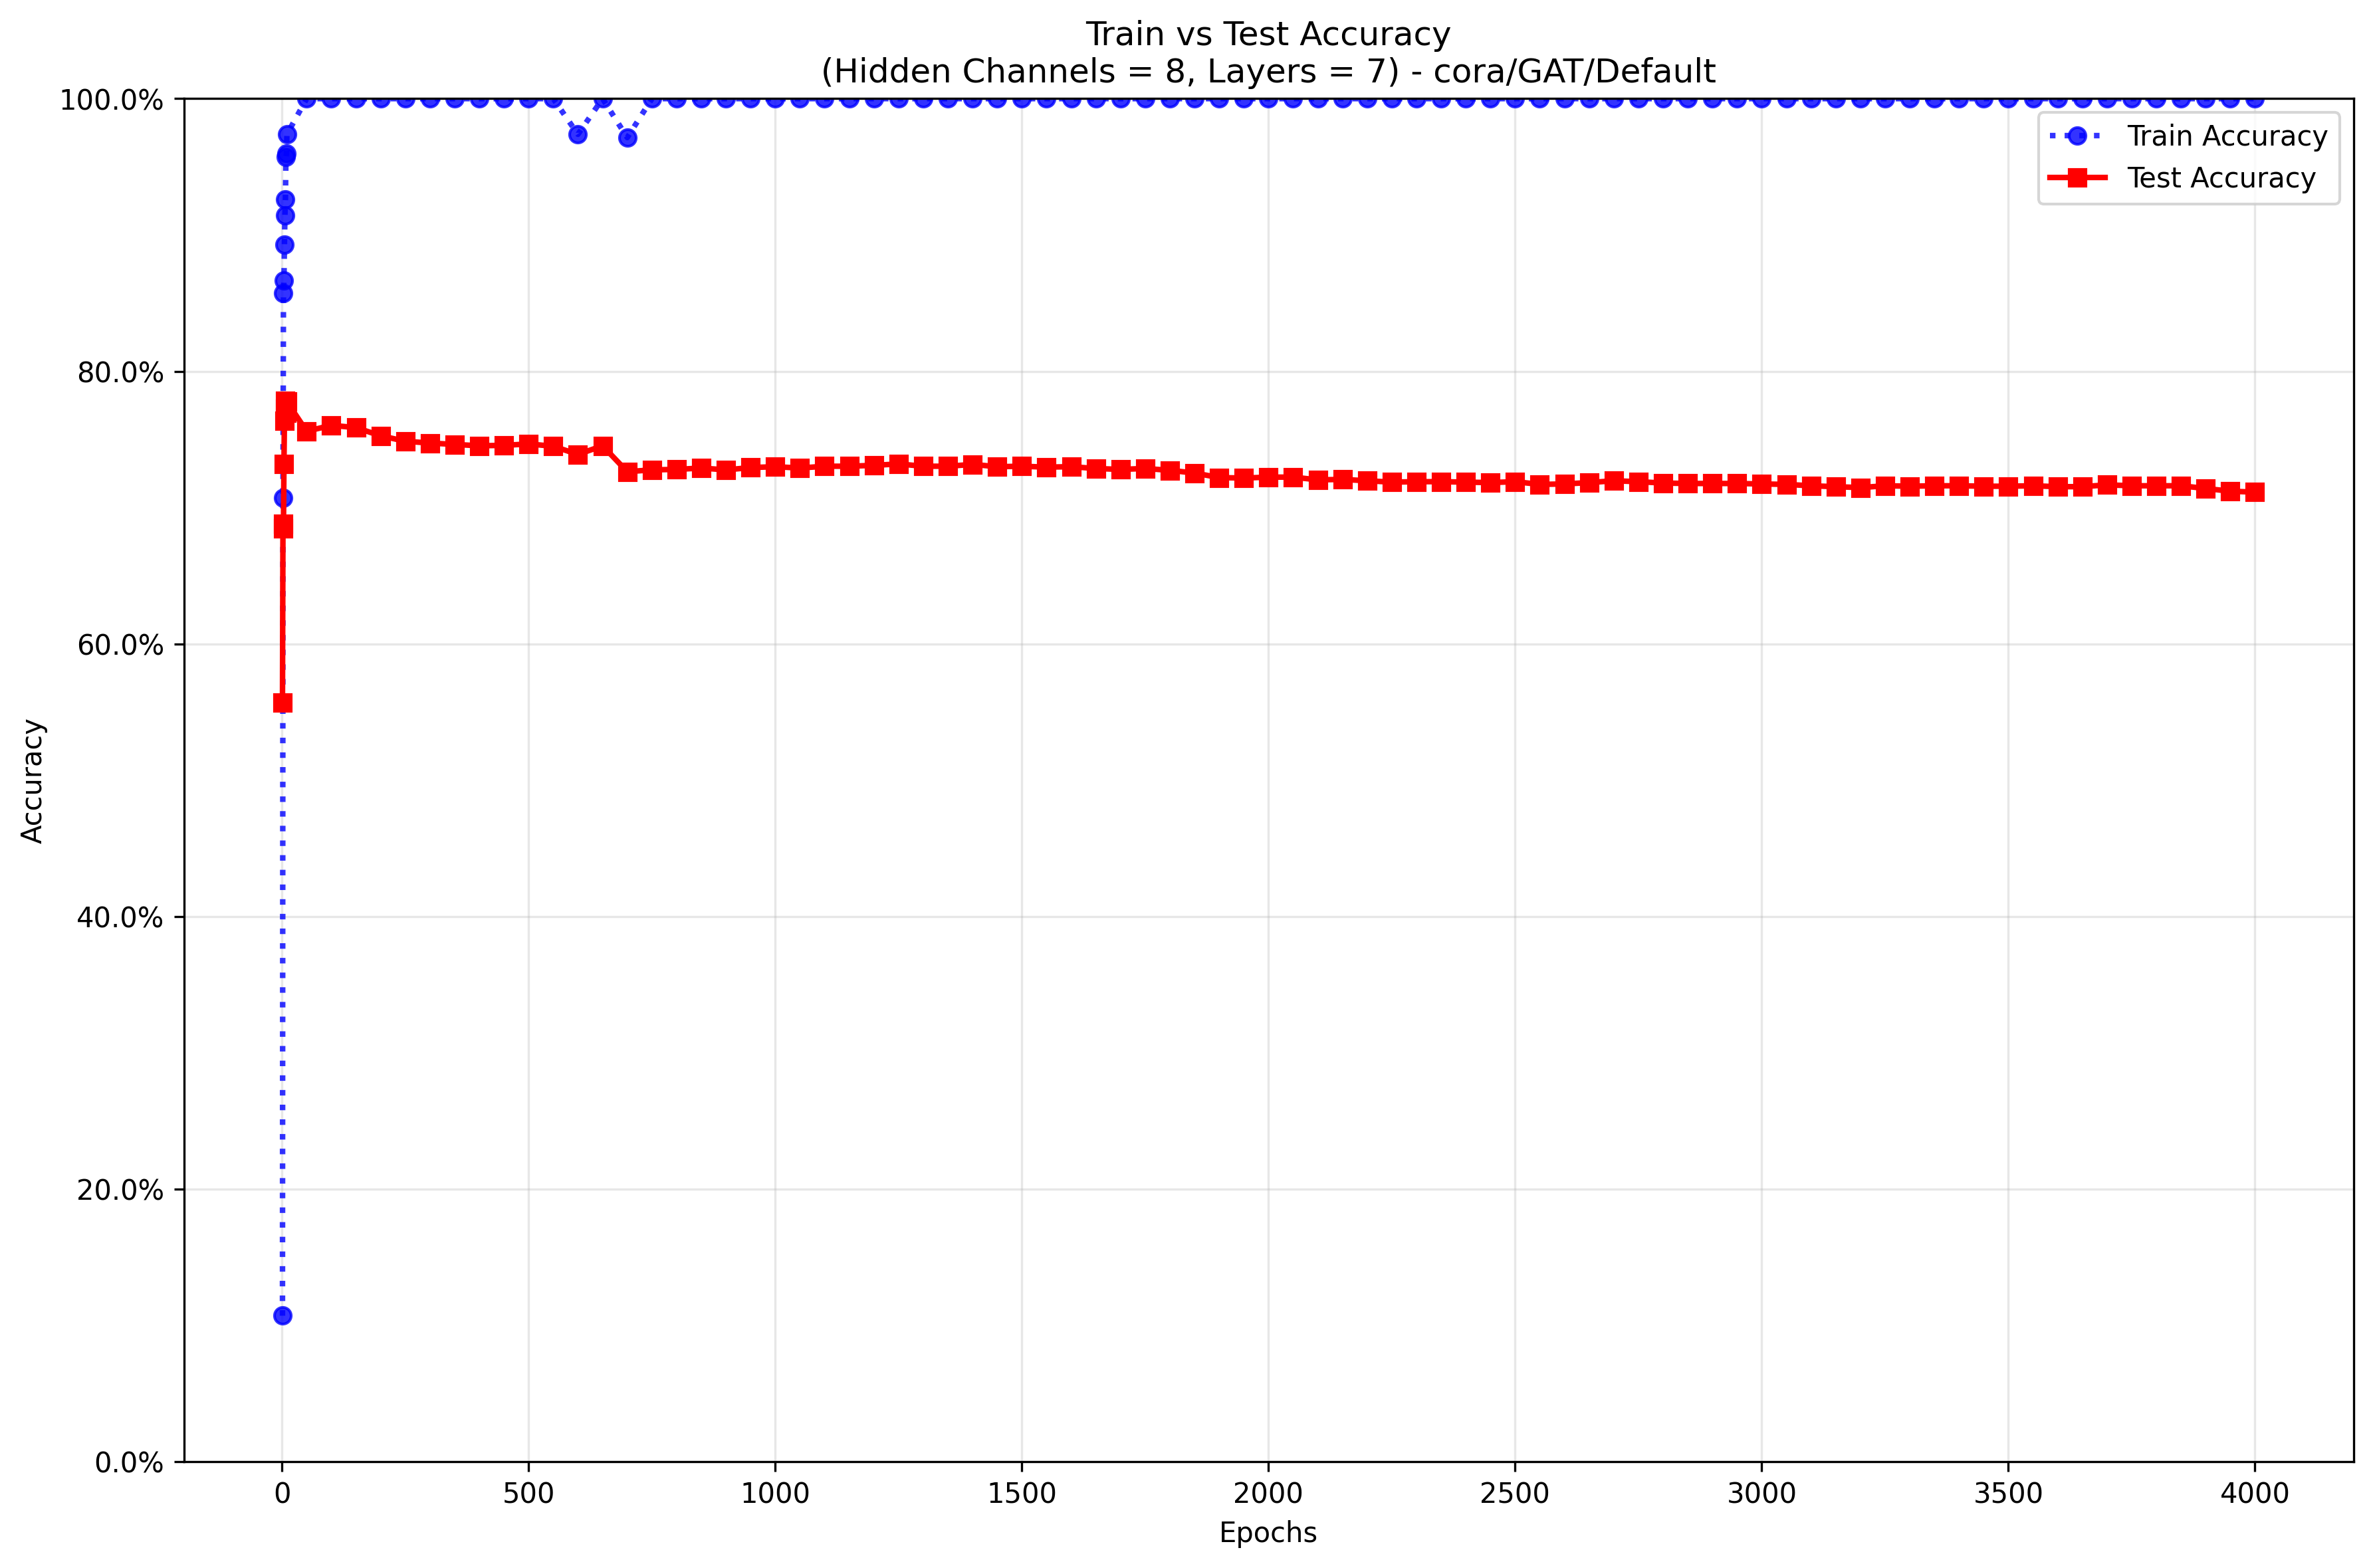 Train vs Test Accuracy
(Hidden Channels = 8, Layers = 7) - cora/GAT/Default
100.0%
80.0%
60.0%
40.0%
20.0%
0.0%
Accuracy
Train Accuracy
Test Accuracy
0 500 1000 1500 2000 2500 3000 3500 4000
Epochs